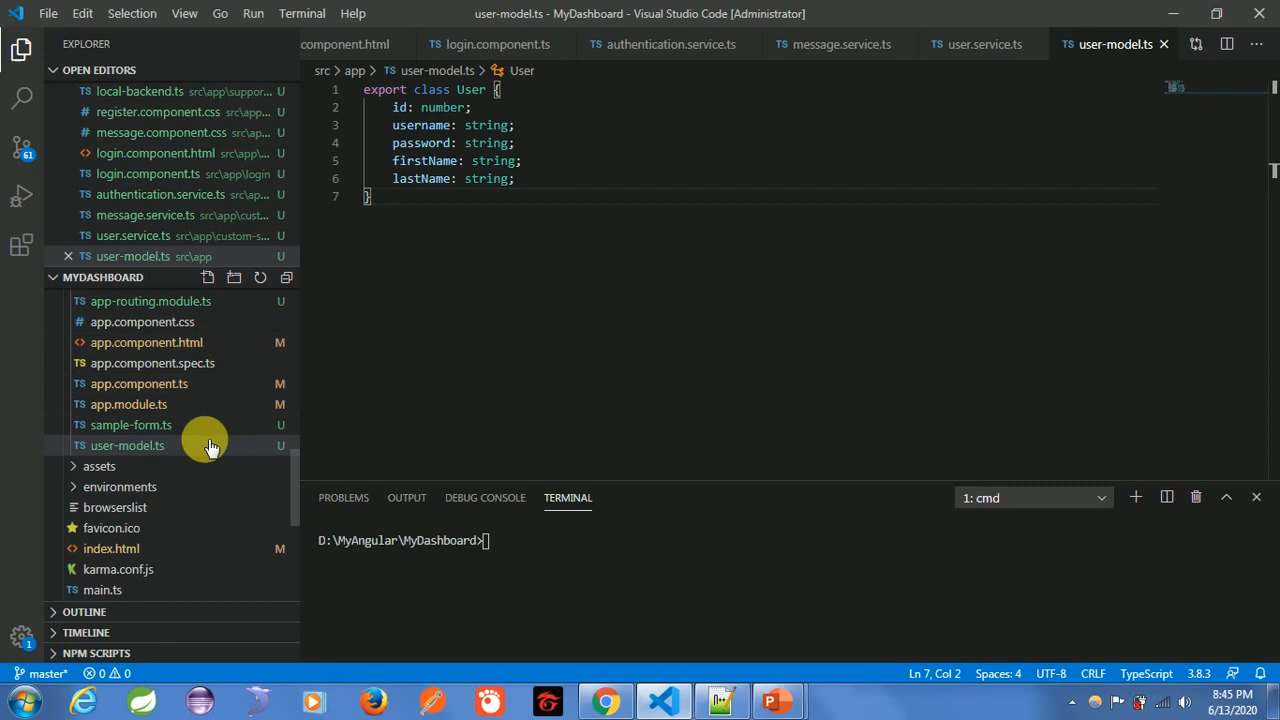 File Edit Selection View Go Run Terminal Help
user-model.ts - MyDashboard - Visual Studio Code [Administrator]
EXPLORER
OPEN EDITORS
local-backend.ts src\app\suppor... U
register.component.css src\app... U
message.component.css src\ap... U
login.component.html src\app\... U
login.component.ts src\app\login U
authentication.service.ts src\ap... U
message.service.ts src\app\cust... U
user.service.ts src\app\custom-s... U
user-model.ts src\app U
MYDASHBOARD
app-routing.module.ts U
app.component.css
app.component.html M
app.component.spec.ts
app.component.ts M
app.module.ts M
sample-form.ts U
user-model.ts U
assets
environments
browserslist
favicon.ico
index.html M
karma.conf.js
main.ts
OUTLINE
TIMELINE
NPM SCRIPTS
61
1
component.html TS login.component.ts TS authentication.service.ts TS message.service.ts TS user.service.ts TS user-model.ts
src > app > TS user-model.ts > User
1 export class User {
2 id: number;
3 username: string;
4 password: string;
5 firstName: string;
6 lastName: string;
7 }
PROBLEMS OUTPUT DEBUG CONSOLE TERMINAL 1: cmd
D:\MyAngular\MyDashboard>
master* 0 0 Ln 7, Col 2 Spaces: 4 UTF-8 CRLF TypeScript 3.8.3
8:45 PM
6/13/2020